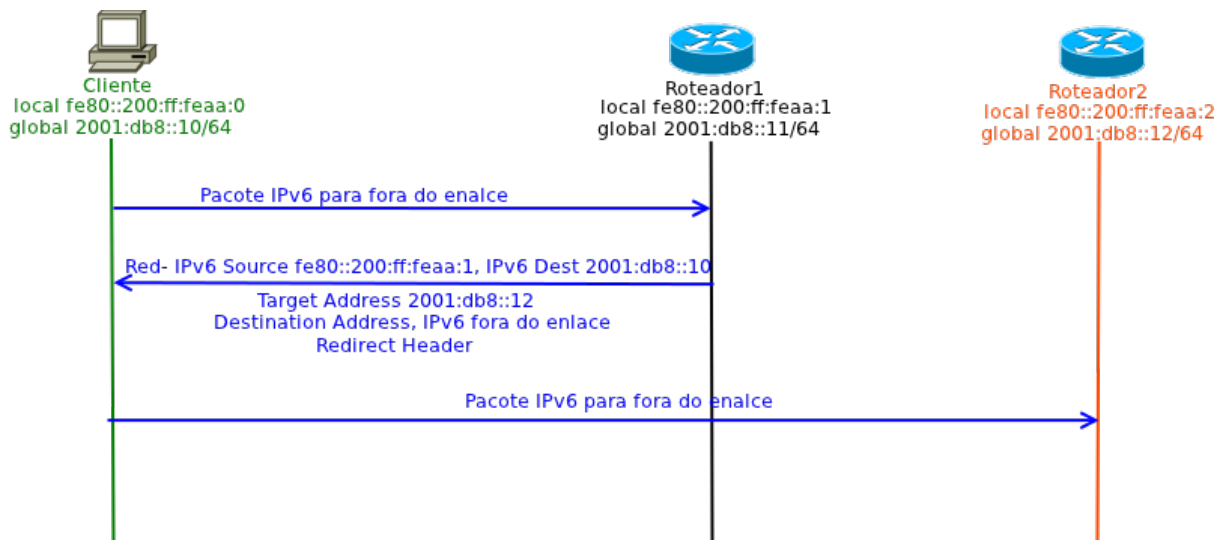 Cliente
local fe80::200:ff:feaa:0
global 2001:db8::10/64
Roteador1
local fe80::200:ff:feaa:1
global 2001:db8::11/64
Roteador2
local fe80::200:ff:feaa:2
global 2001:db8::12/64
Pacote IPv6 para fora do enalce
Red- IPv6 Source fe80::200:ff:feaa:1, IPv6 Dest 2001:db8::10
Target Address 2001:db8::12
Destination Address, IPv6 fora do enlace
Redirect Header
Pacote IPv6 para fora do enalce